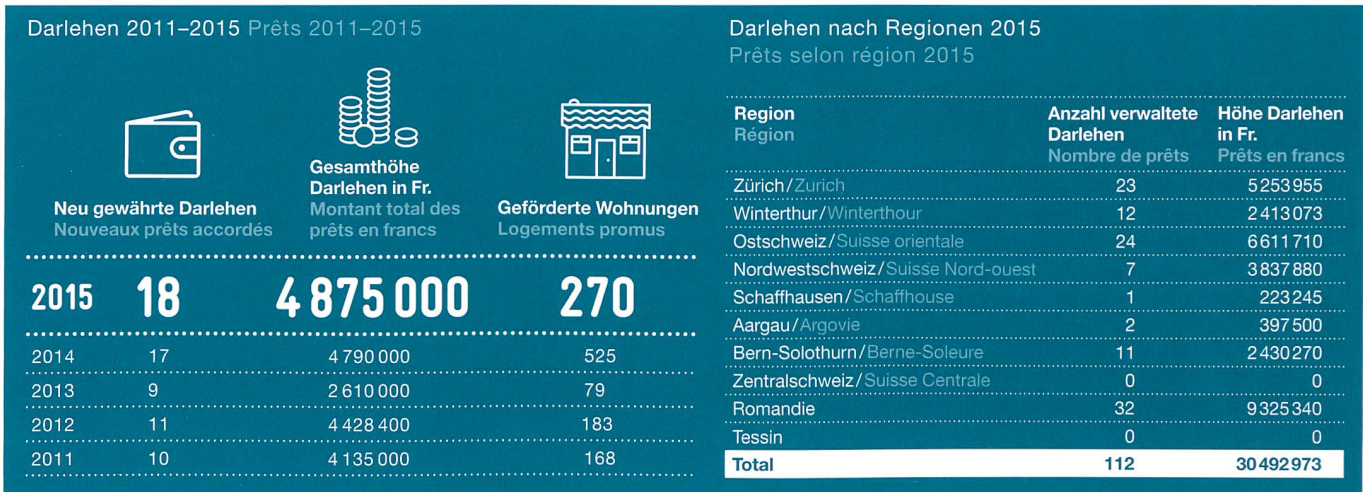 Darlehen 2011–2015 Prêts 2011–2015
Neu gewährte Darlehen
Nouveaux prêts accordés
Gesamthöhe
Darlehen in Fr.
Montant total des
prêts en francs
Geförderte Wohnungen
Logements promus
2015 18 4 875 000 270
2014 17 4 790 000 525
2013 9 2 610 000 79
2012 11 4 428 400 183
2011 10 4 135 000 168
Darlehen nach Regionen 2015
Prêts selon région 2015
Region
Région
Anzahl verwaltete
Darlehen
Nombre de prêts
Höhe Darlehen
in Fr.
Prêts en francs
Zürich/Zurich 23 5 253 955
Winterthur/Winterthour 12 2 413 073
Ostschweiz/Suisse orientale 24 6 611 710
Nordwestschweiz/Suisse Nord-ouest 7 3 837 880
Schaffhausen/Schaffhouse 1 223 245
Aargau/Argovie 2 397 500
Bern-Solothurn/Berne-Soleure 11 2 430 270
Zentralschweiz/Suisse Centrale 0 0
Romandie 32 9 325 340
Tessin 0 0
Total 112 30 492 973